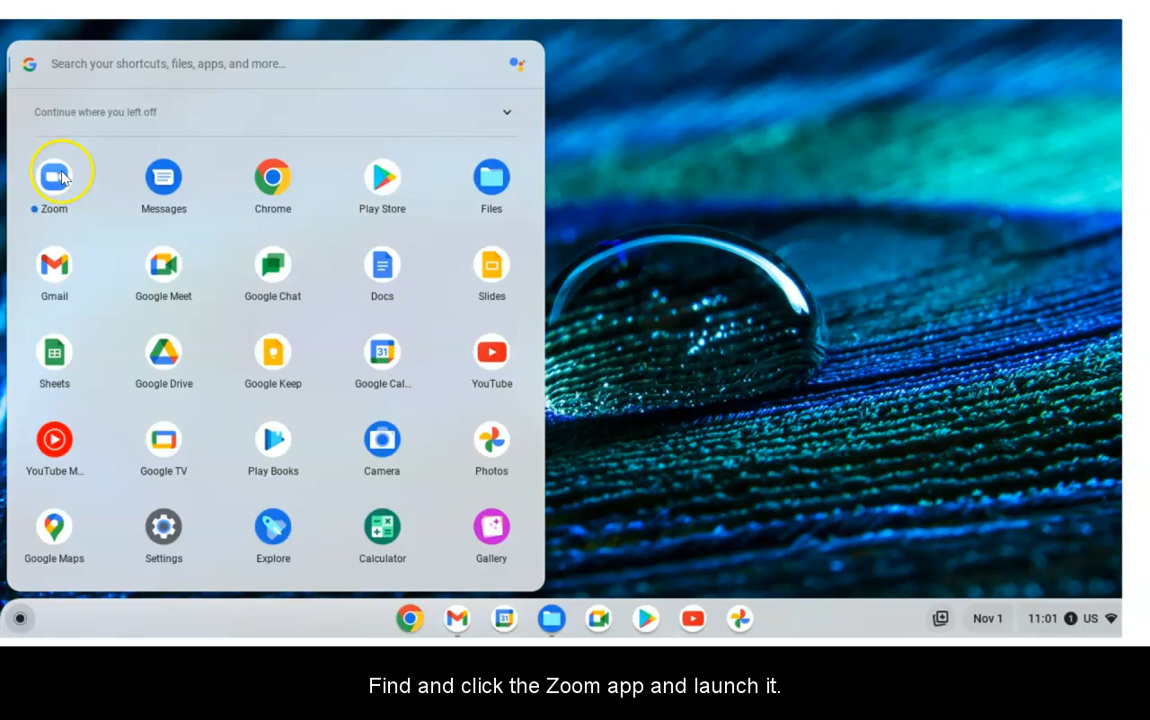 Search your shortcuts, files, apps, and more...
Continue where you left off
Zoom Messages Chrome Play Store Files
Gmail Google Meet Google Chat Docs Slides
31
Sheets Google Drive Google Keep Google Cal... YouTube
YouTube M... Google TV Play Books Camera Photos
Google Maps Settings Explore Calculator Gallery
31 Nov 1 11:01 1 US
Find and click the Zoom app and launch it.